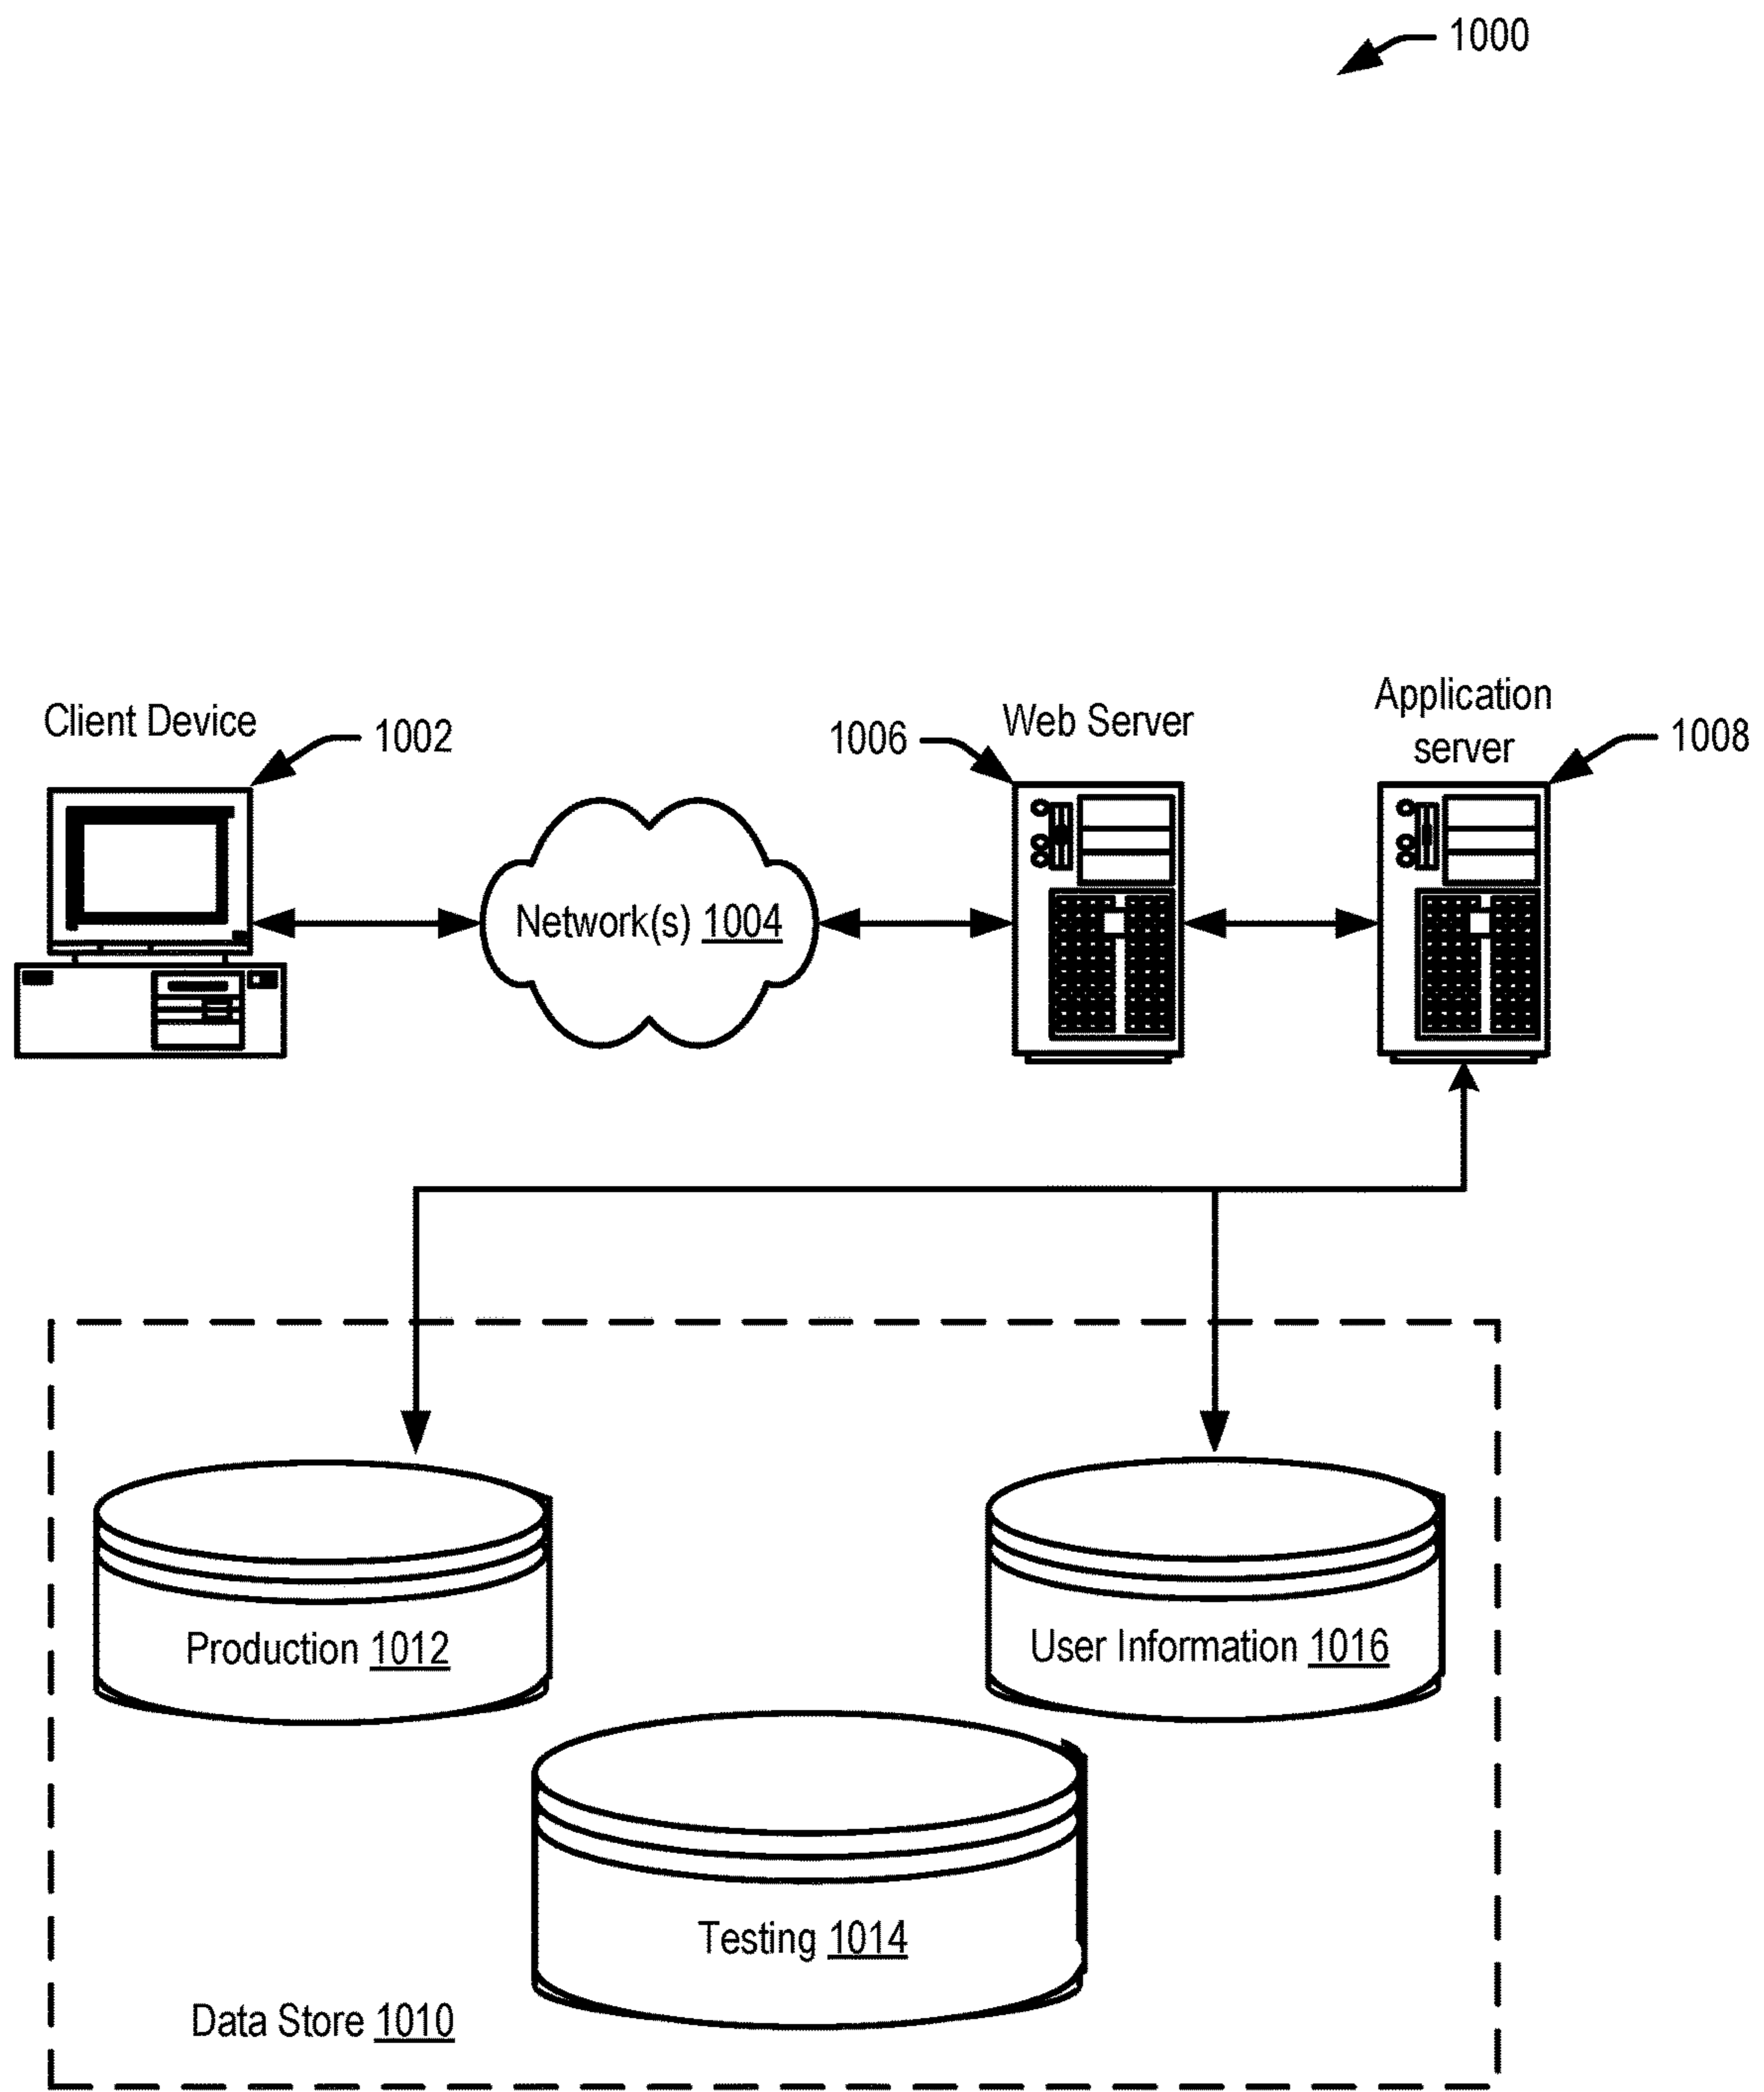 1000
Client Device
1002
1006
Web Server
Application
server
1008
Network(s) 1004
Production 1012
User Information 1016
Testing 1014
Data Store 1010